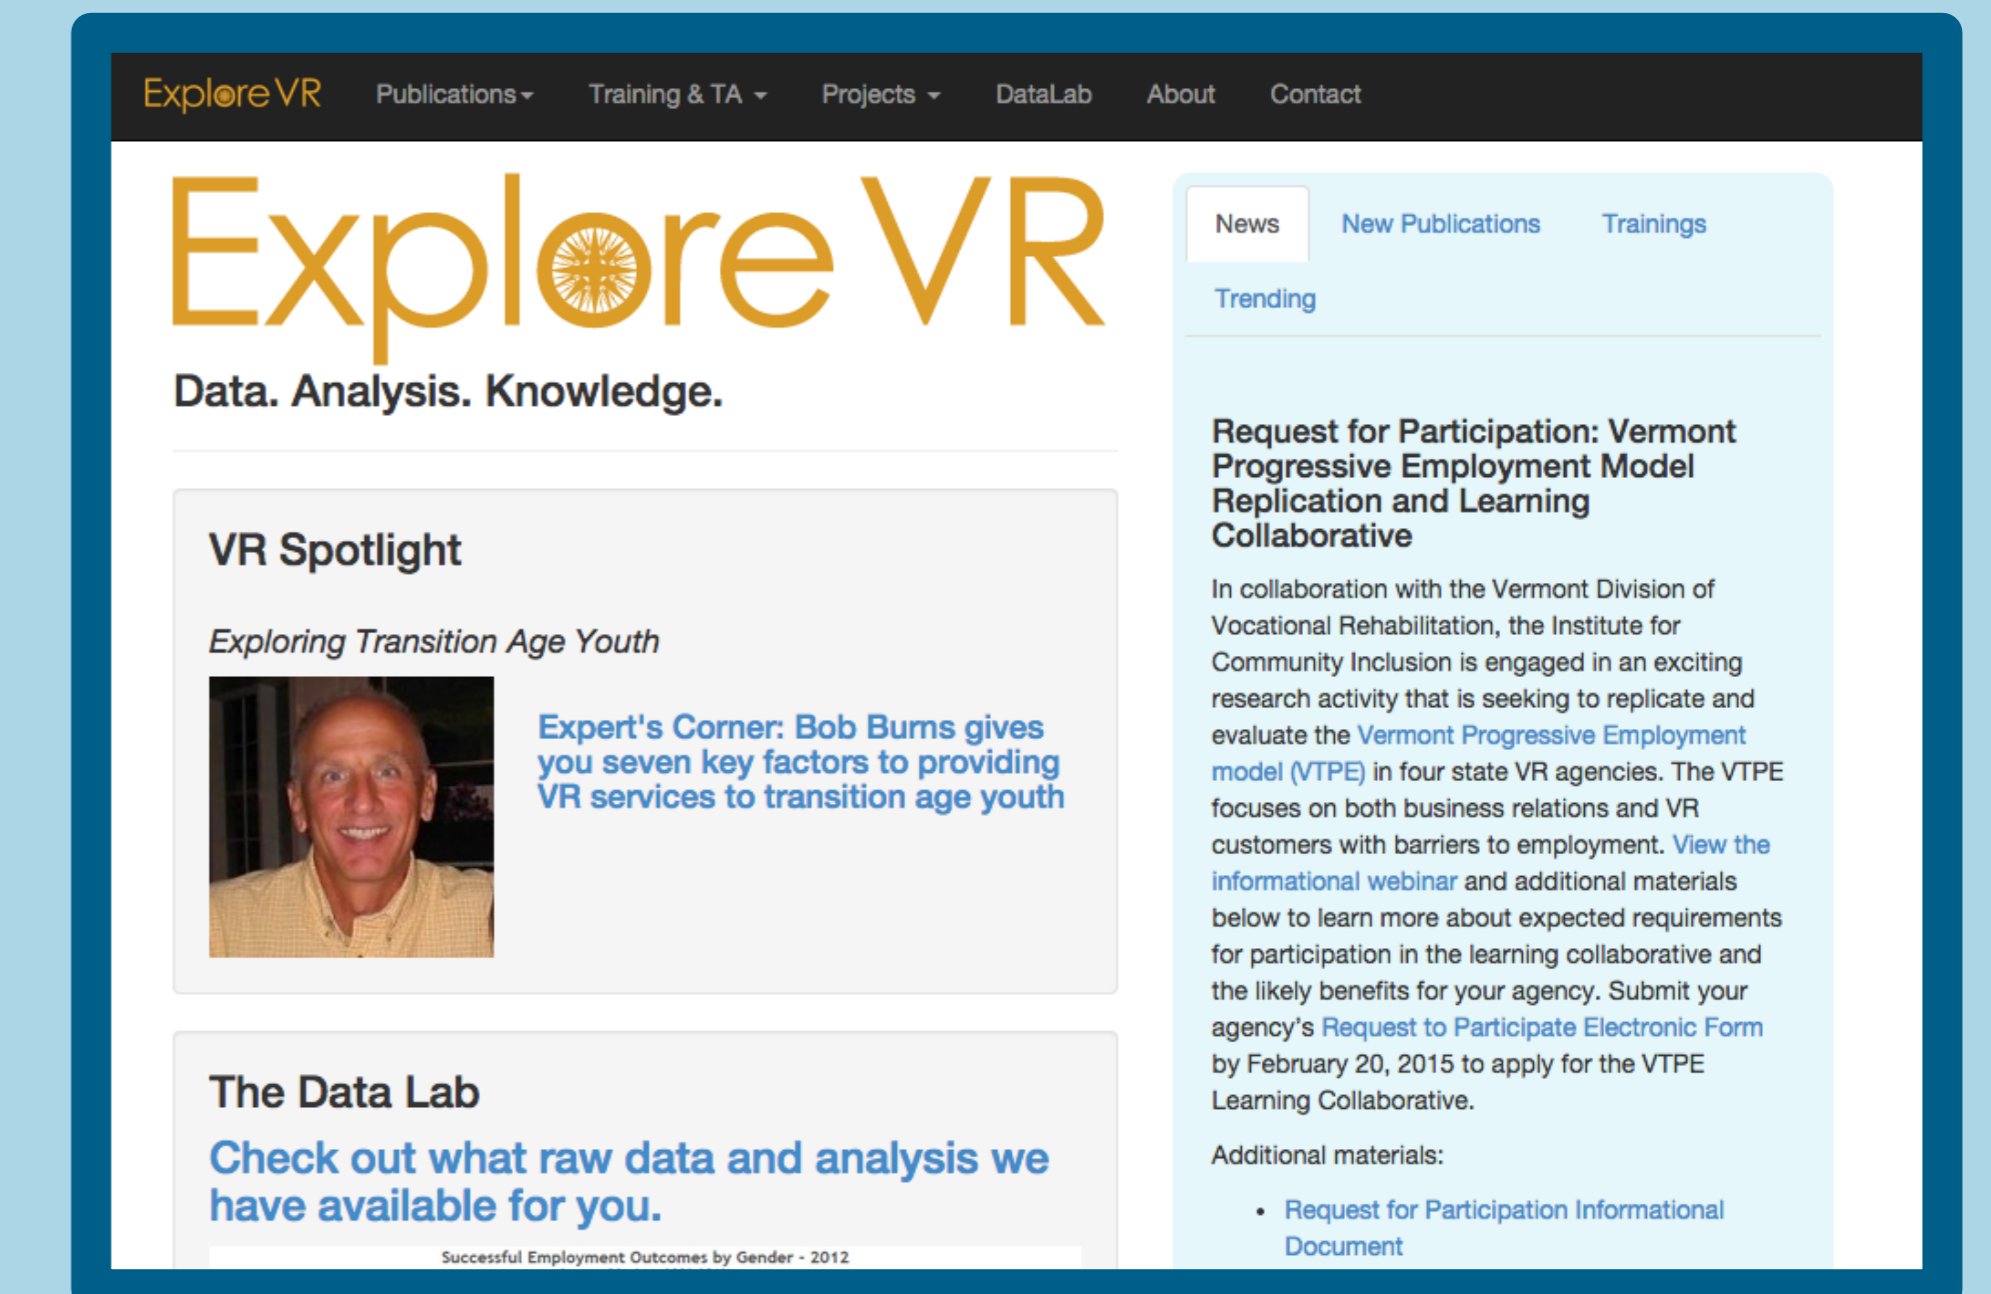 ExploreVR Publications Training & TA Projects DataLab About Contact
ExploreVR
Data. Analysis. Knowledge.
VR Spotlight
Exploring Transition Age Youth
Expert's Corner: Bob Burns gives
you seven key factors to providing
VR services to transition age youth
The Data Lab
Check out what raw data and analysis we
have available for you.
Successful Employment Outcomes by Gender - 2012
News New Publications Trainings
Trending
Request for Participation: Vermont
Progressive Employment Model
Replication and Learning
Collaborative
In collaboration with the Vermont Division of
Vocational Rehabilitation, the Institute for
Community Inclusion is engaged in an exciting
research activity that is seeking to replicate and
evaluate the Vermont Progressive Employment
model (VTPE) in four state VR agencies. The VTPE
focuses on both business relations and VR
customers with barriers to employment. View the
informational webinar and additional materials
below to learn more about expected requirements
for participation in the learning collaborative and
the likely benefits for your agency. Submit your
agency’s Request to Participate Electronic Form
by February 20, 2015 to apply for the VTPE
Learning Collaborative.
Additional materials:
• Request for Participation Informational
Document